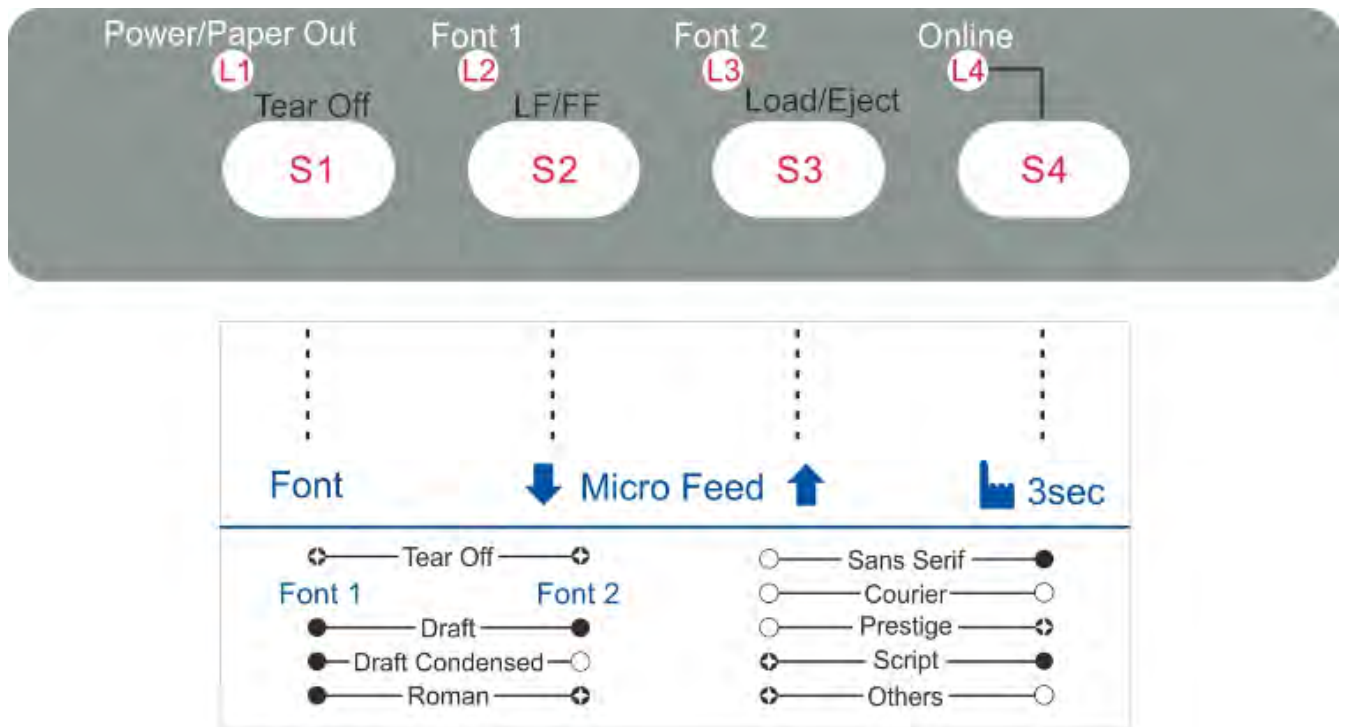 Power/Paper Out Font 1 Font 2 Online
L1 L2 L3 L4
Tear Off LF/FF Load/Eject
S1 S2 S3 S4
Font Micro Feed 3sec
Tear Off Sans Serif
Font 1 Font 2 Courier
Draft Prestige
Draft Condensed Script
Roman Others